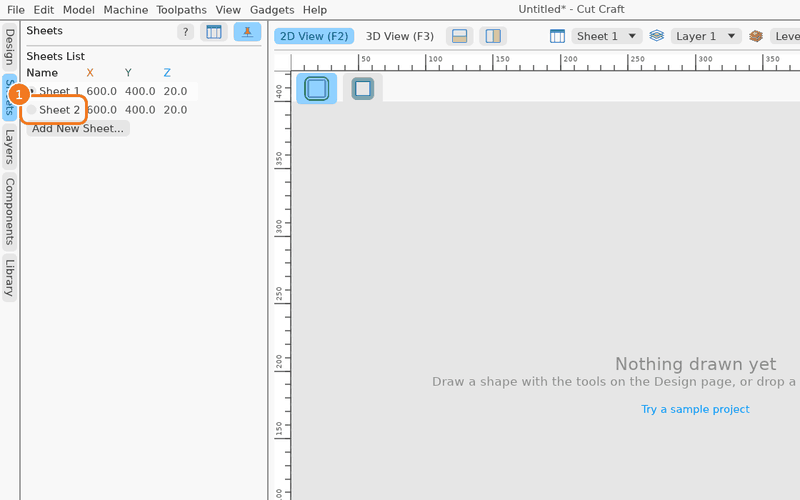 File Edit Model Machine Toolpaths View Gadgets Help
Untitled* - Cut Craft
Design
Sheets
Layers
Components
Library
Sheets ?
Sheets List
Name X Y Z
Sheet 1 600.0 400.0 20.0
1
Sheet 2 600.0 400.0 20.0
Add New Sheet...
2D View (F2) 3D View (F3) Sheet 1 Layer 1 Leve
50 100 150 200 250 300 350
400
350
300
250
200
150
Nothing drawn yet
Draw a shape with the tools on the Design page, or drop a
Try a sample project